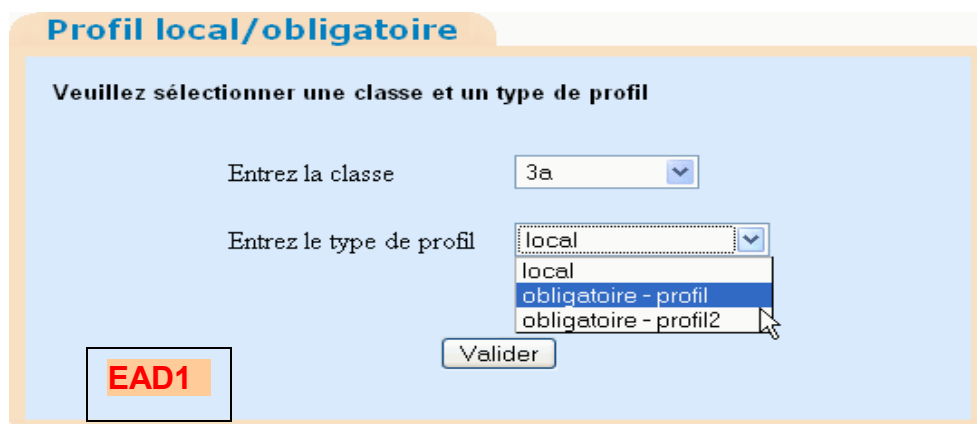 Profil local/obligatoire
Veuillez sélectionner une classe et un type de profil
Entrez la classe 3a
Entrez le type de profil local
local
obligatoire - profil
obligatoire - profil2
Valider
EAD1